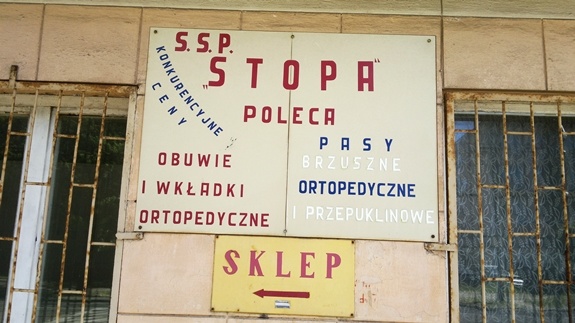 S.S.P.
„STOPA"
KONKURENCYJNE
CENY
POLECA
OBUWIE
I WKŁADKI
ORTOPEDYCZNE
PASY
BRZUSZNE
ORTOPEDYCZNE
I PRZEPUKLINOWE
SKLEP